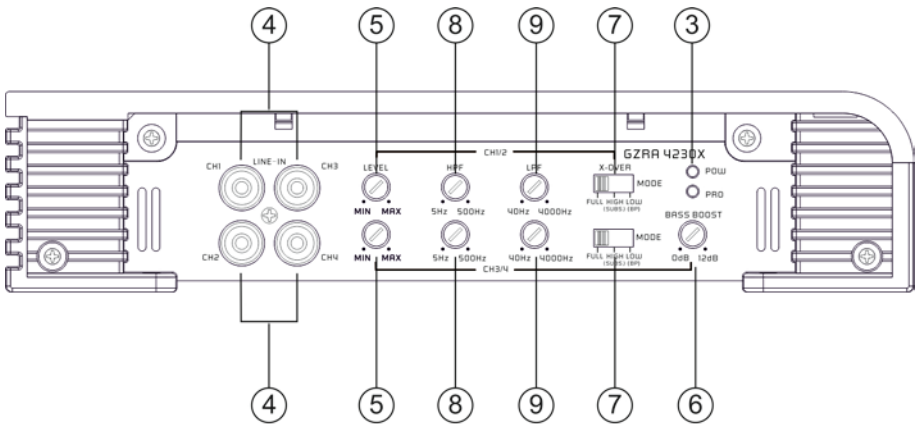 4 5 8 9 7 3
CH1/2
GZRA 4230X
CH1 LINE-IN CH3
LEVEL HPF LPF X-OVER
POW
MODE
PRO
MIN MAX 5Hz 500Hz 40Hz 4000Hz FULL HIGH LOW
(SUBS.) (BP)
BASS BOOST
MODE
CH2 CH4
MIN MAX 5Hz 500Hz 40Hz 4000Hz FULL HIGH LOW
(SUBS.) (BP)
0dB 12dB
CH3/4
4 5 8 9 7 6